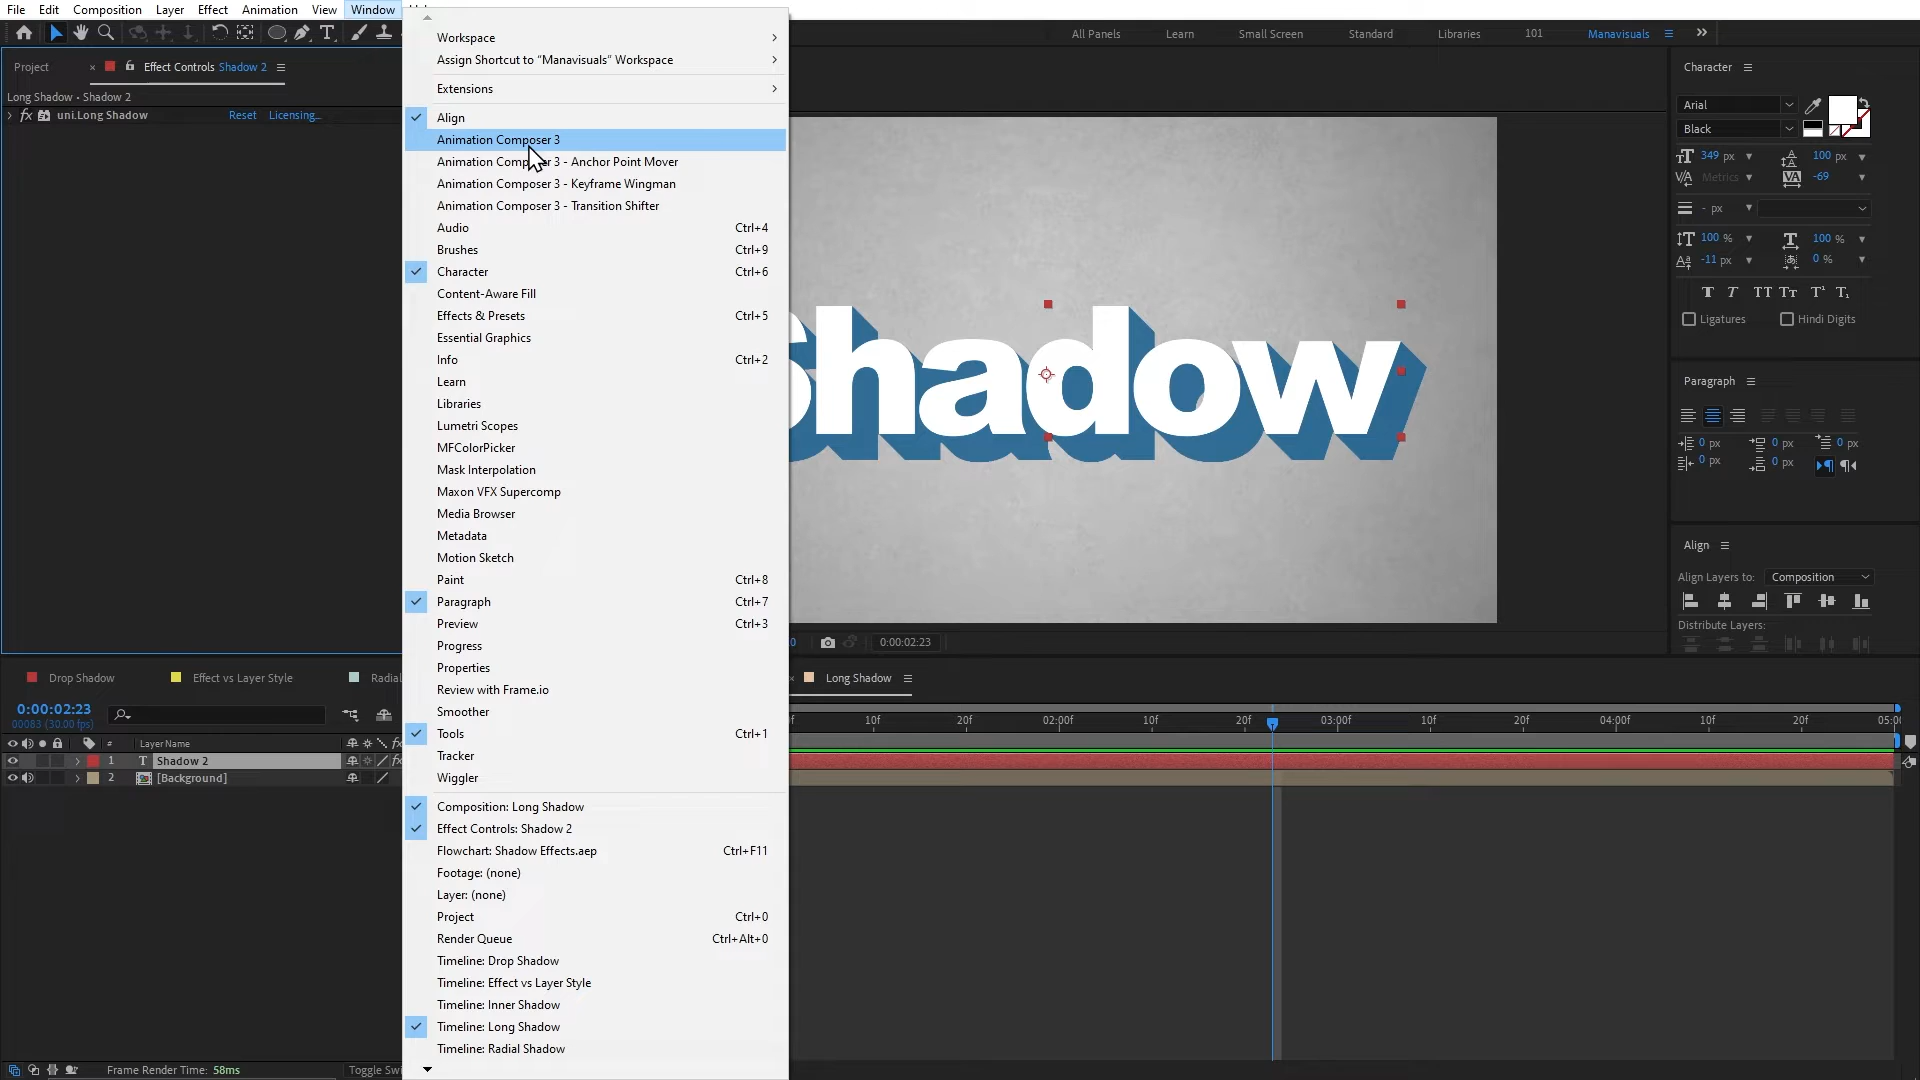 File Edit Composition Layer Effect Animation View Window
All Panels Learn Small Screen Standard Libraries 101 Manavisuals
Project Effect Controls Shadow 2
Long Shadow • Shadow 2
uni.Long Shadow Reset Licensing...
Workspace
Assign Shortcut to “Manavisuals” Workspace
Extensions
Align
Animation Composer 3
Animation Composer 3 - Anchor Point Mover
Animation Composer 3 - Keyframe Wingman
Animation Composer 3 - Transition Shifter
Audio Ctrl+4
Brushes Ctrl+9
Character Ctrl+6
Content-Aware Fill
Effects & Presets Ctrl+5
Essential Graphics
Info Ctrl+2
Learn
Libraries
Lumetri Scopes
MFColorPicker
Mask Interpolation
Maxon VFX Supercomp
Media Browser
Metadata
Motion Sketch
Paint Ctrl+8
Paragraph Ctrl+7
Preview Ctrl+3
Progress
Properties
Review with Frame.io
Smoother
Tools Ctrl+1
Tracker
Wiggler
Composition: Long Shadow
Effect Controls: Shadow 2
Flowchart: Shadow Effects.aep Ctrl+F11
Footage: (none)
Layer: (none)
Project Ctrl+0
Render Queue Ctrl+Alt+0
Timeline: Drop Shadow
Timeline: Effect vs Layer Style
Timeline: Inner Shadow
Timeline: Long Shadow
Timeline: Radial Shadow
Shadow
0:00:02:23
Character
Arial
Black
349 px 100 px
Metrics -69
- px
100 % 100 %
-11 px 0 %
T T TT Tt T¹ T₁
Ligatures Hindi Digits
Paragraph
0 px 0 px 0 px
0 px 0 px
Align
Align Layers to: Composition
Distribute Layers:
Drop Shadow Effect vs Layer Style Radial Long Shadow
0:00:02:23
00083 (30.00 fps)
10f 20f 02:00f 10f 20f 03:00f 10f 20f 04:00f 10f 20f 05:00
# Layer Name
1 T Shadow 2
2 [Background]
Frame Render Time: 58ms Toggle Swi